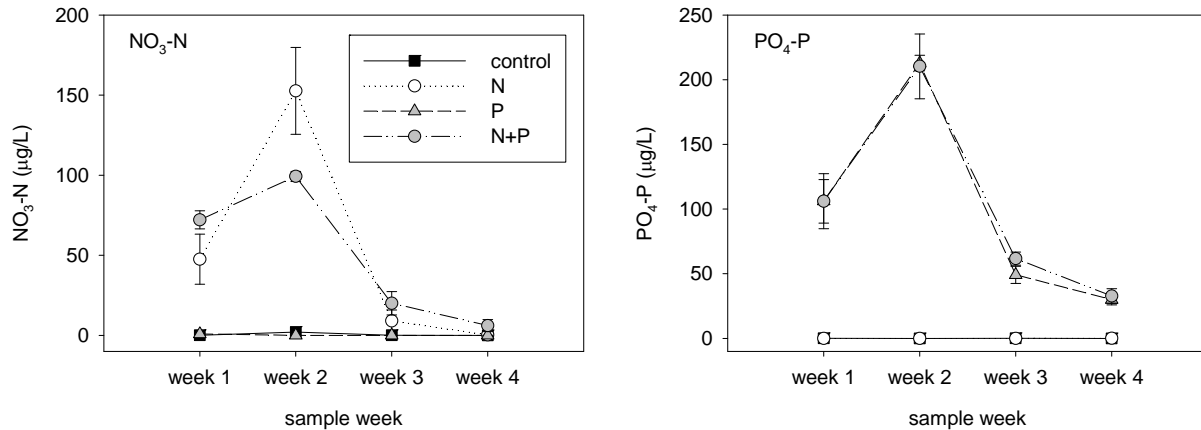 NO₃-N
control
N
P
N+P
200
150
100
50
0
NO₃-N (µg/L)
week 1 week 2 week 3 week 4
sample week
PO₄-P
250
200
150
100
50
0
PO₄-P (µg/L)
week 1 week 2 week 3 week 4
sample week